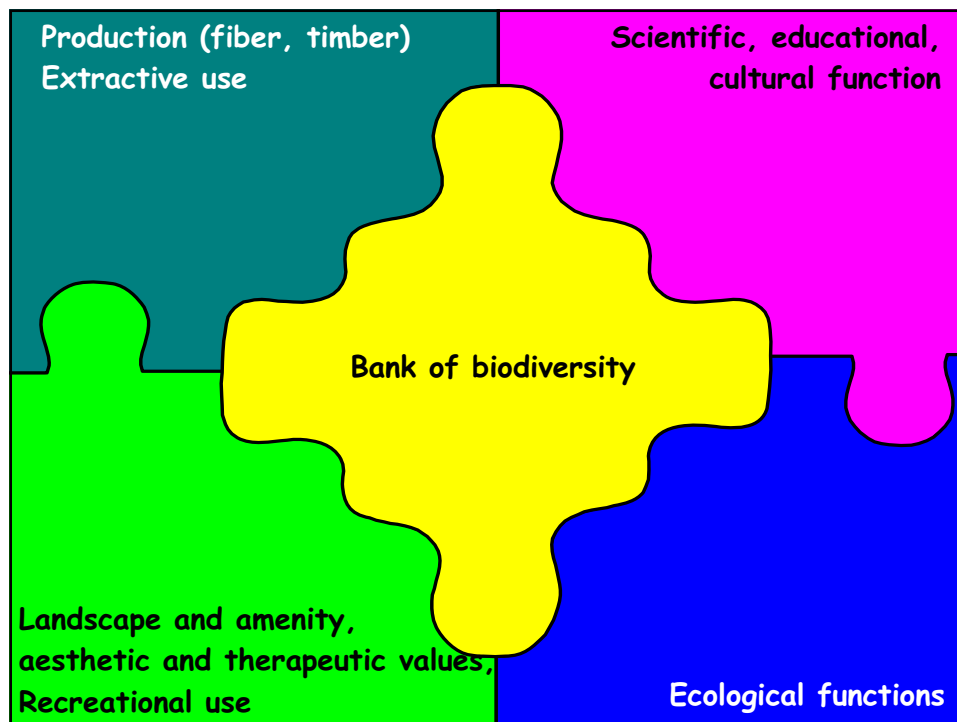 Production (fiber, timber)
Extractive use
Scientific, educational,
cultural function
Bank of biodiversity
Landscape and amenity,
aesthetic and therapeutic values,
Recreational use
Ecological functions